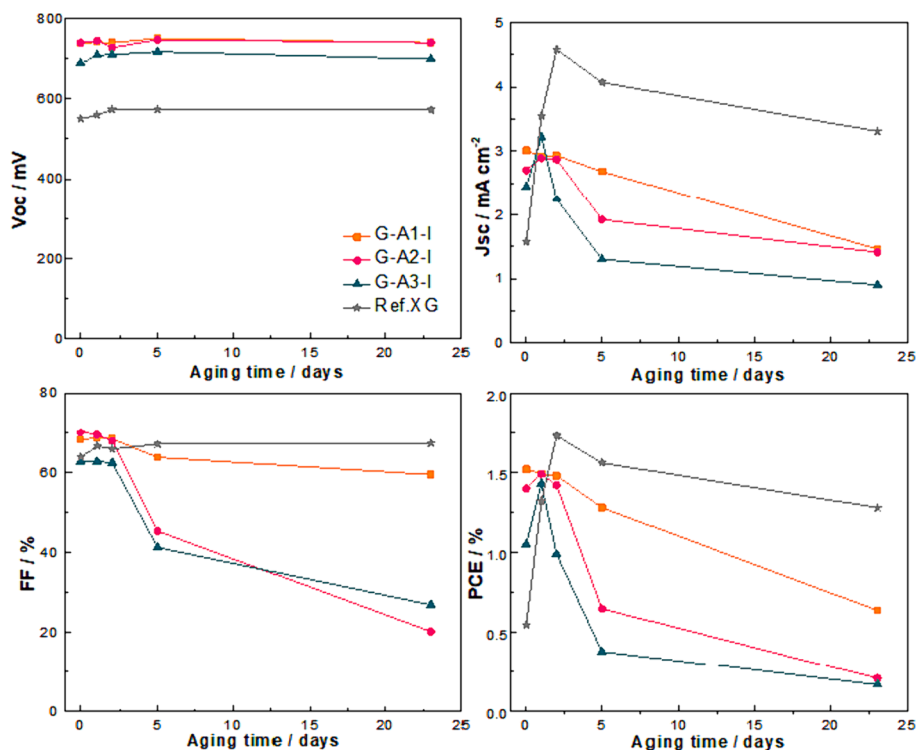 800
600
400
200
0
Voc / mV
G-A1-I
G-A2-I
G-A3-I
Ref.XG
0 5 10 15 20 25
Aging time / days
5
4
3
2
1
0
Jsc / mA cm-2
0 5 10 15 20 25
Aging time / days
80
60
40
20
0
FF / %
0 5 10 15 20 25
Aging time / days
2.0
1.5
1.0
0.5
0.0
PCE / %
0 5 10 15 20 25
Aging time / days